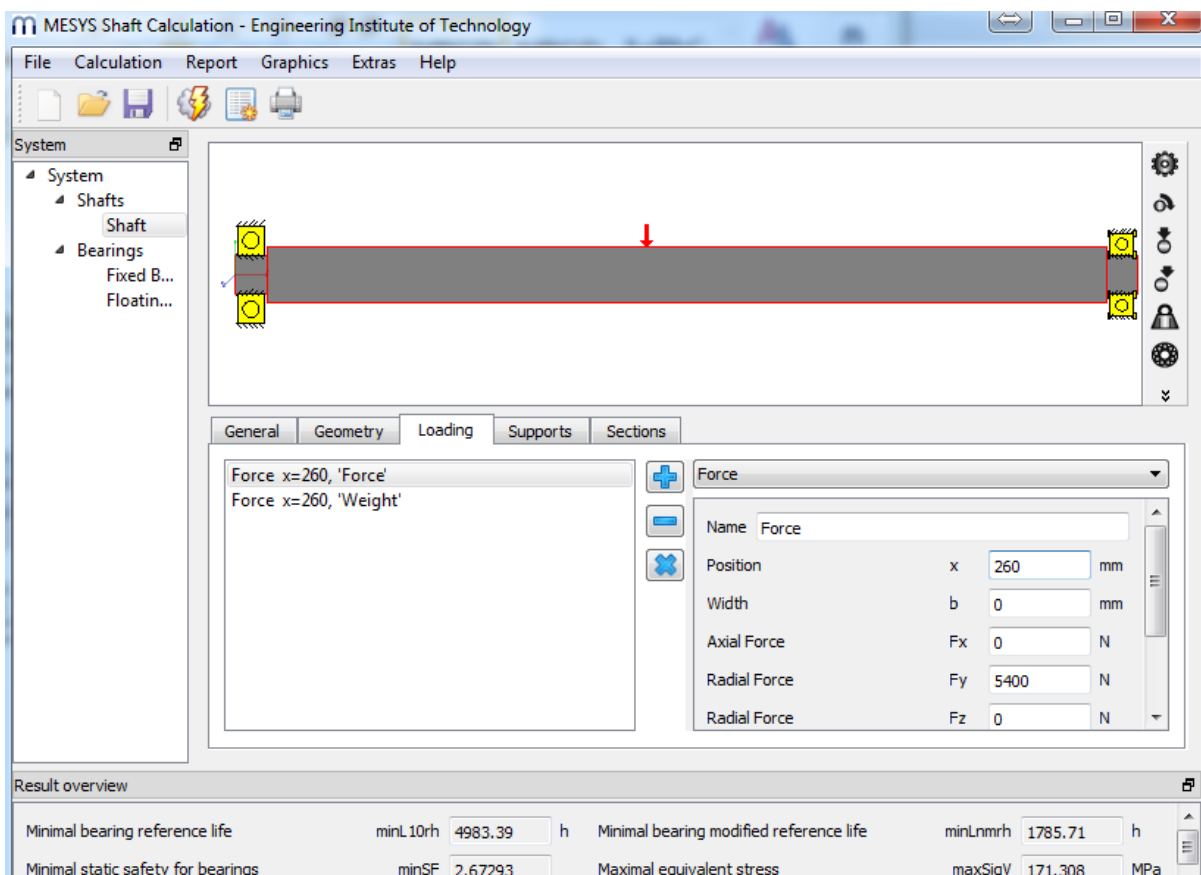 MESYS Shaft Calculation - Engineering Institute of Technology
File Calculation Report Graphics Extras Help
System
System
Shafts
Shaft
Bearings
Fixed B...
Floatin...
General Geometry Loading Supports Sections
Force x=260, 'Force'
Force x=260, 'Weight'
Force
Name Force
Position x 260 mm
Width b 0 mm
Axial Force Fx 0 N
Radial Force Fy 5400 N
Radial Force Fz 0 N
Result overview
Minimal bearing reference life minL10rh 4983.39 h Minimal bearing modified reference life minLnmrh 1785.71 h
Minimal static safety for bearings minSF 2.67293 Maximal equivalent stress maxSigV 171.308 MPa